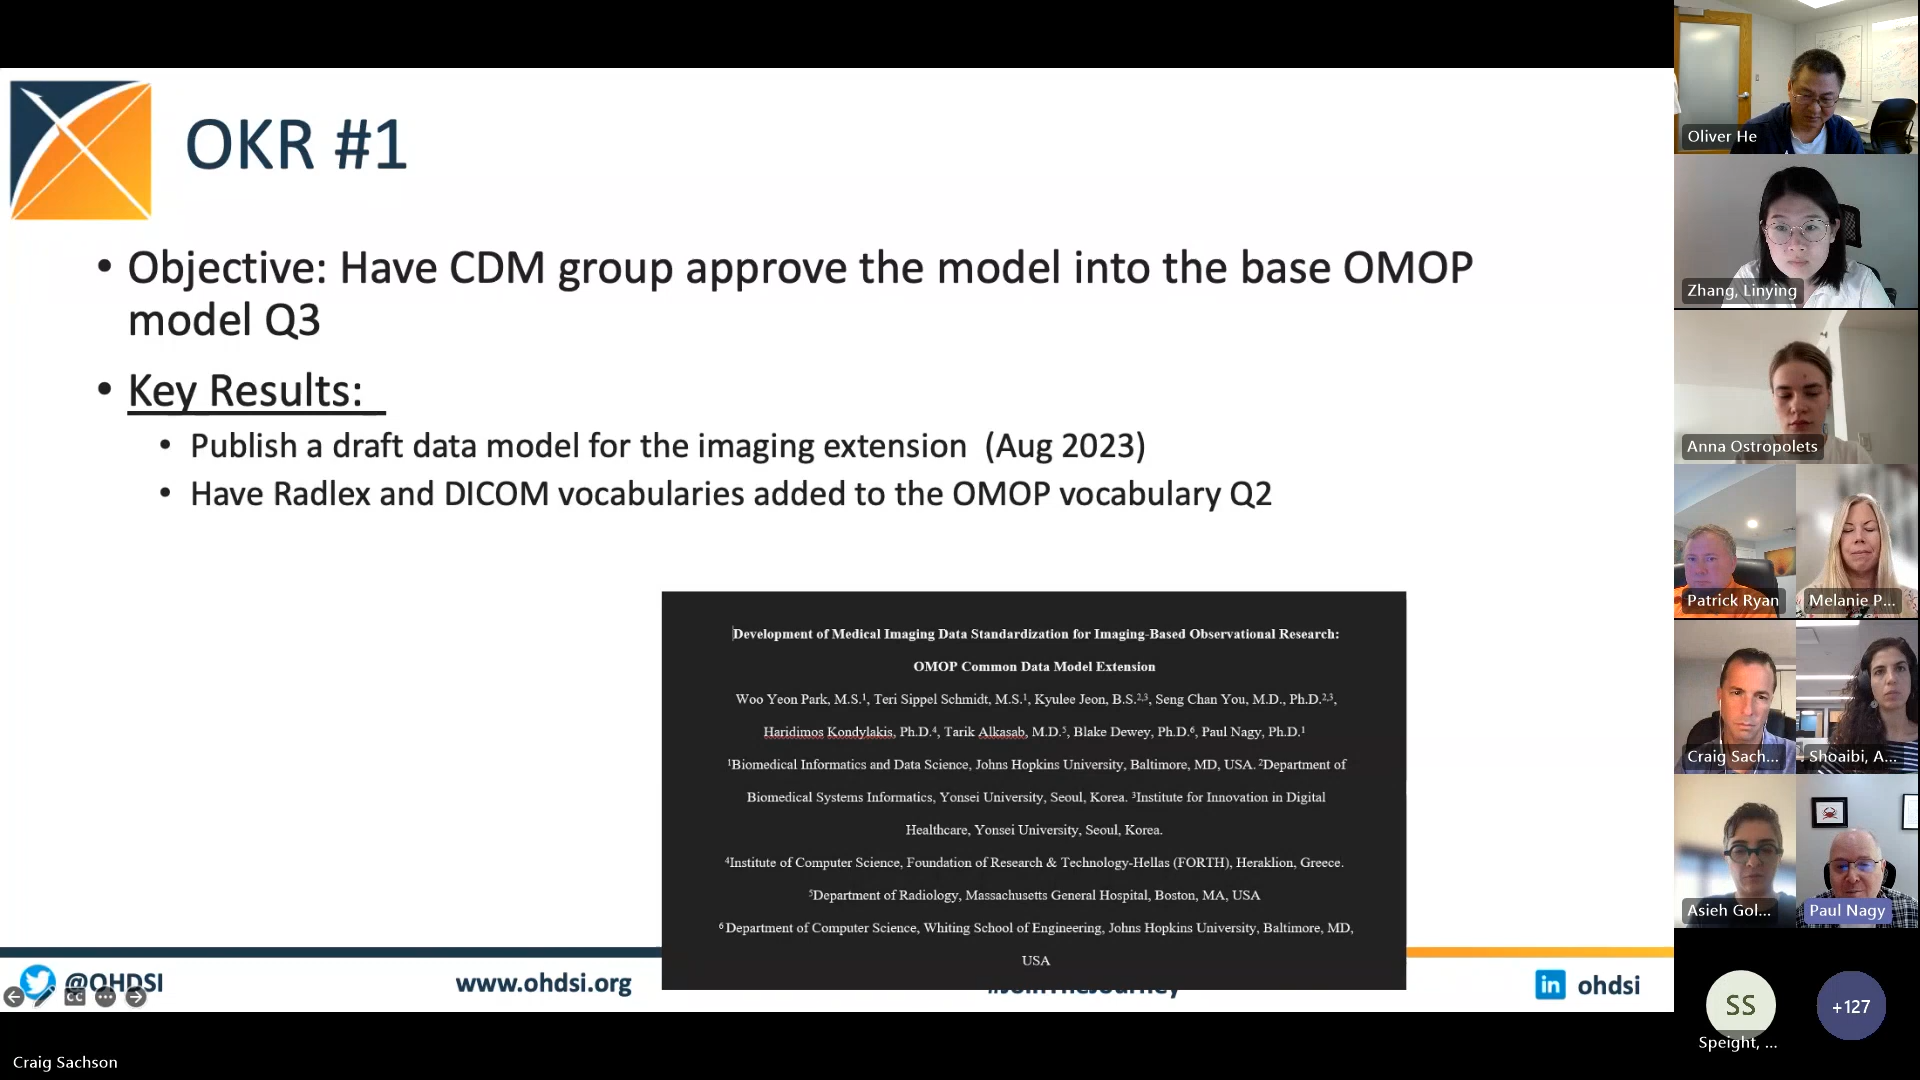 OKR #1
• Objective: Have CDM group approve the model into the base OMOP
model Q3
• Key Results:
• Publish a draft data model for the imaging extension (Aug 2023)
• Have Radlex and DICOM vocabularies added to the OMOP vocabulary Q2
Development of Medical Imaging Data Standardization for Imaging-Based Observational Research:
OMOP Common Data Model Extension
Woo Yeon Park, M.S.¹, Teri Sippel Schmidt, M.S.¹, Kyulee Jeon, B.S.²,³, Seng Chan You, M.D., Ph.D.²,³,
Haridimos Kondylakis, Ph.D.⁴, Tarik Alkasab, M.D.⁵, Blake Dewey, Ph.D.⁶, Paul Nagy, Ph.D.¹
¹Biomedical Informatics and Data Science, Johns Hopkins University, Baltimore, MD, USA. ²Department of
Biomedical Systems Informatics, Yonsei University, Seoul, Korea. ³Institute for Innovation in Digital
Healthcare, Yonsei University, Seoul, Korea.
⁴Institute of Computer Science, Foundation of Research & Technology-Hellas (FORTH), Heraklion, Greece.
⁵Department of Radiology, Massachusetts General Hospital, Boston, MA, USA
⁶ Department of Computer Science, Whiting School of Engineering, Johns Hopkins University, Baltimore, MD,
USA
@OHDSI
www.ohdsi.org
#JoinTheJourney
in ohdsi
CC
Craig Sachson
Oliver He
Zhang, Linying
Anna Ostropolets
Patrick Ryan
Melanie P...
Craig Sach...
Shoaibi, A...
Asieh Gol...
Paul Nagy
SS
Speight, ...
+127